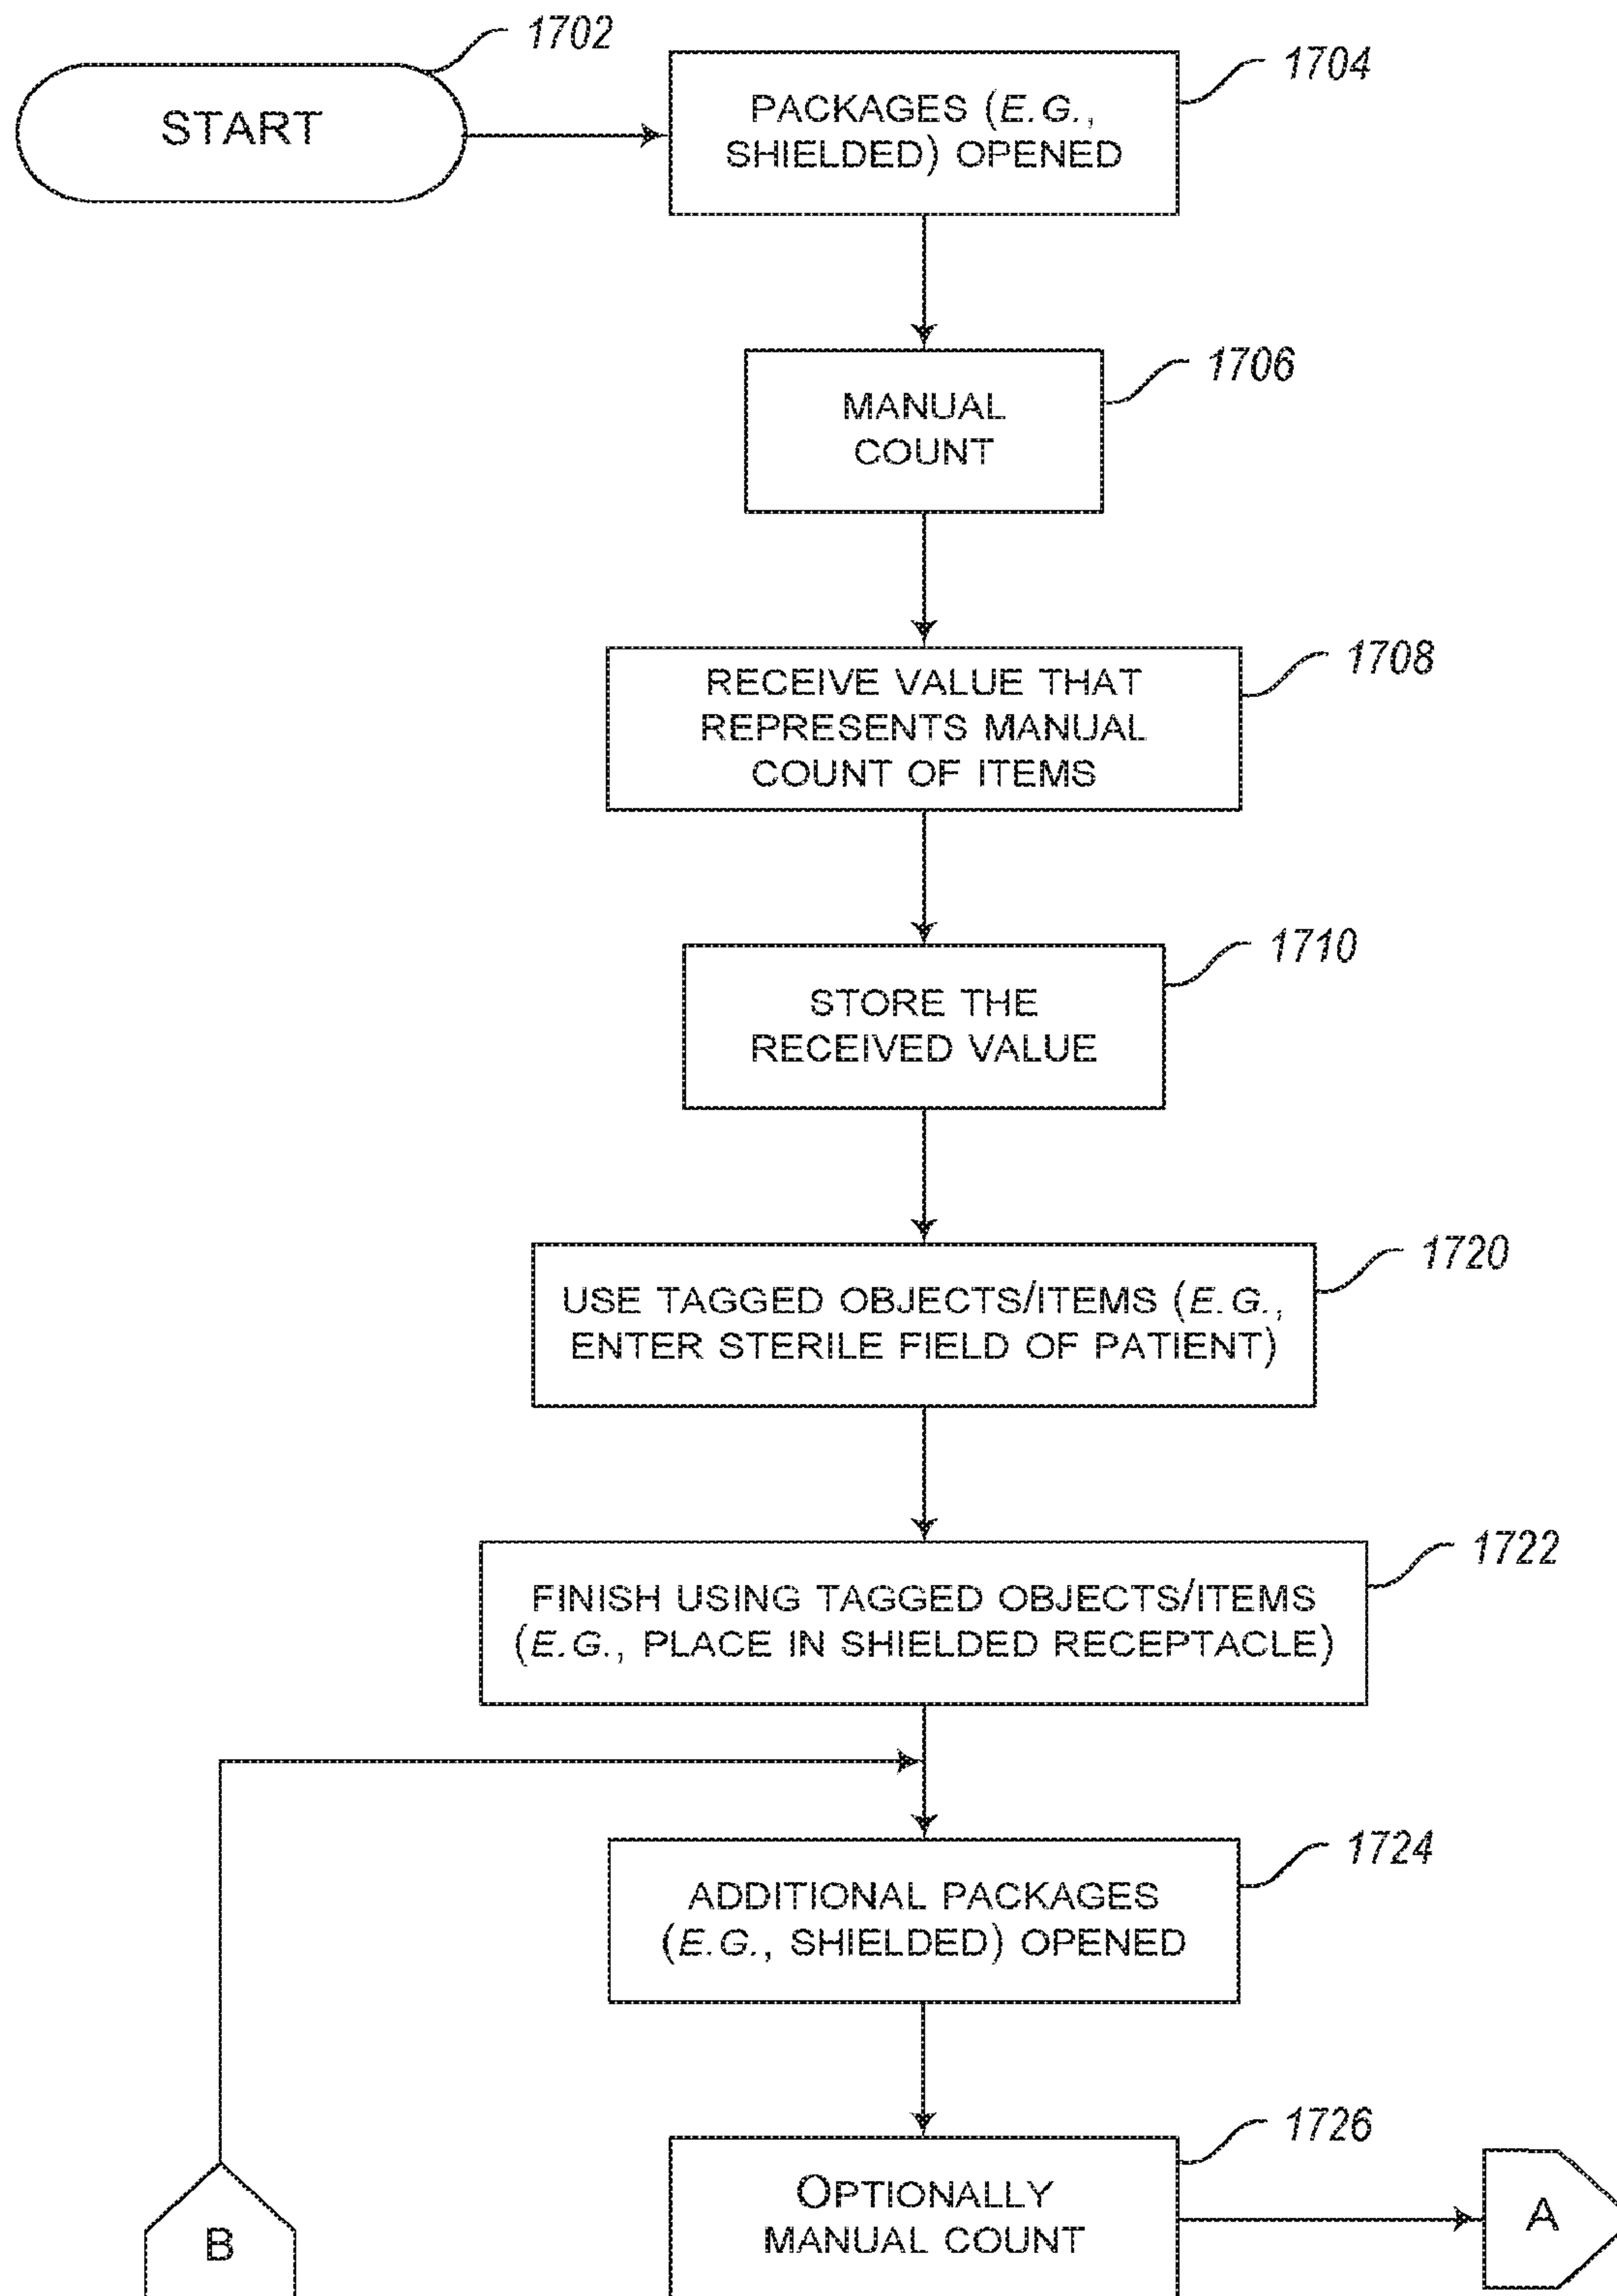 1702
START
1704
PACKAGES (E.G.,
SHIELDED) OPENED
1706
MANUAL
COUNT
1708
RECEIVE VALUE THAT
REPRESENTS MANUAL
COUNT OF ITEMS
1710
STORE THE
RECEIVED VALUE
1720
USE TAGGED OBJECTS/ITEMS (E.G.,
ENTER STERILE FIELD OF PATIENT)
1722
FINISH USING TAGGED OBJECTS/ITEMS
(E.G., PLACE IN SHIELDED RECEPTACLE)
1724
ADDITIONAL PACKAGES
(E.G., SHIELDED) OPENED
1726
OPTIONALLY
MANUAL COUNT
A
B